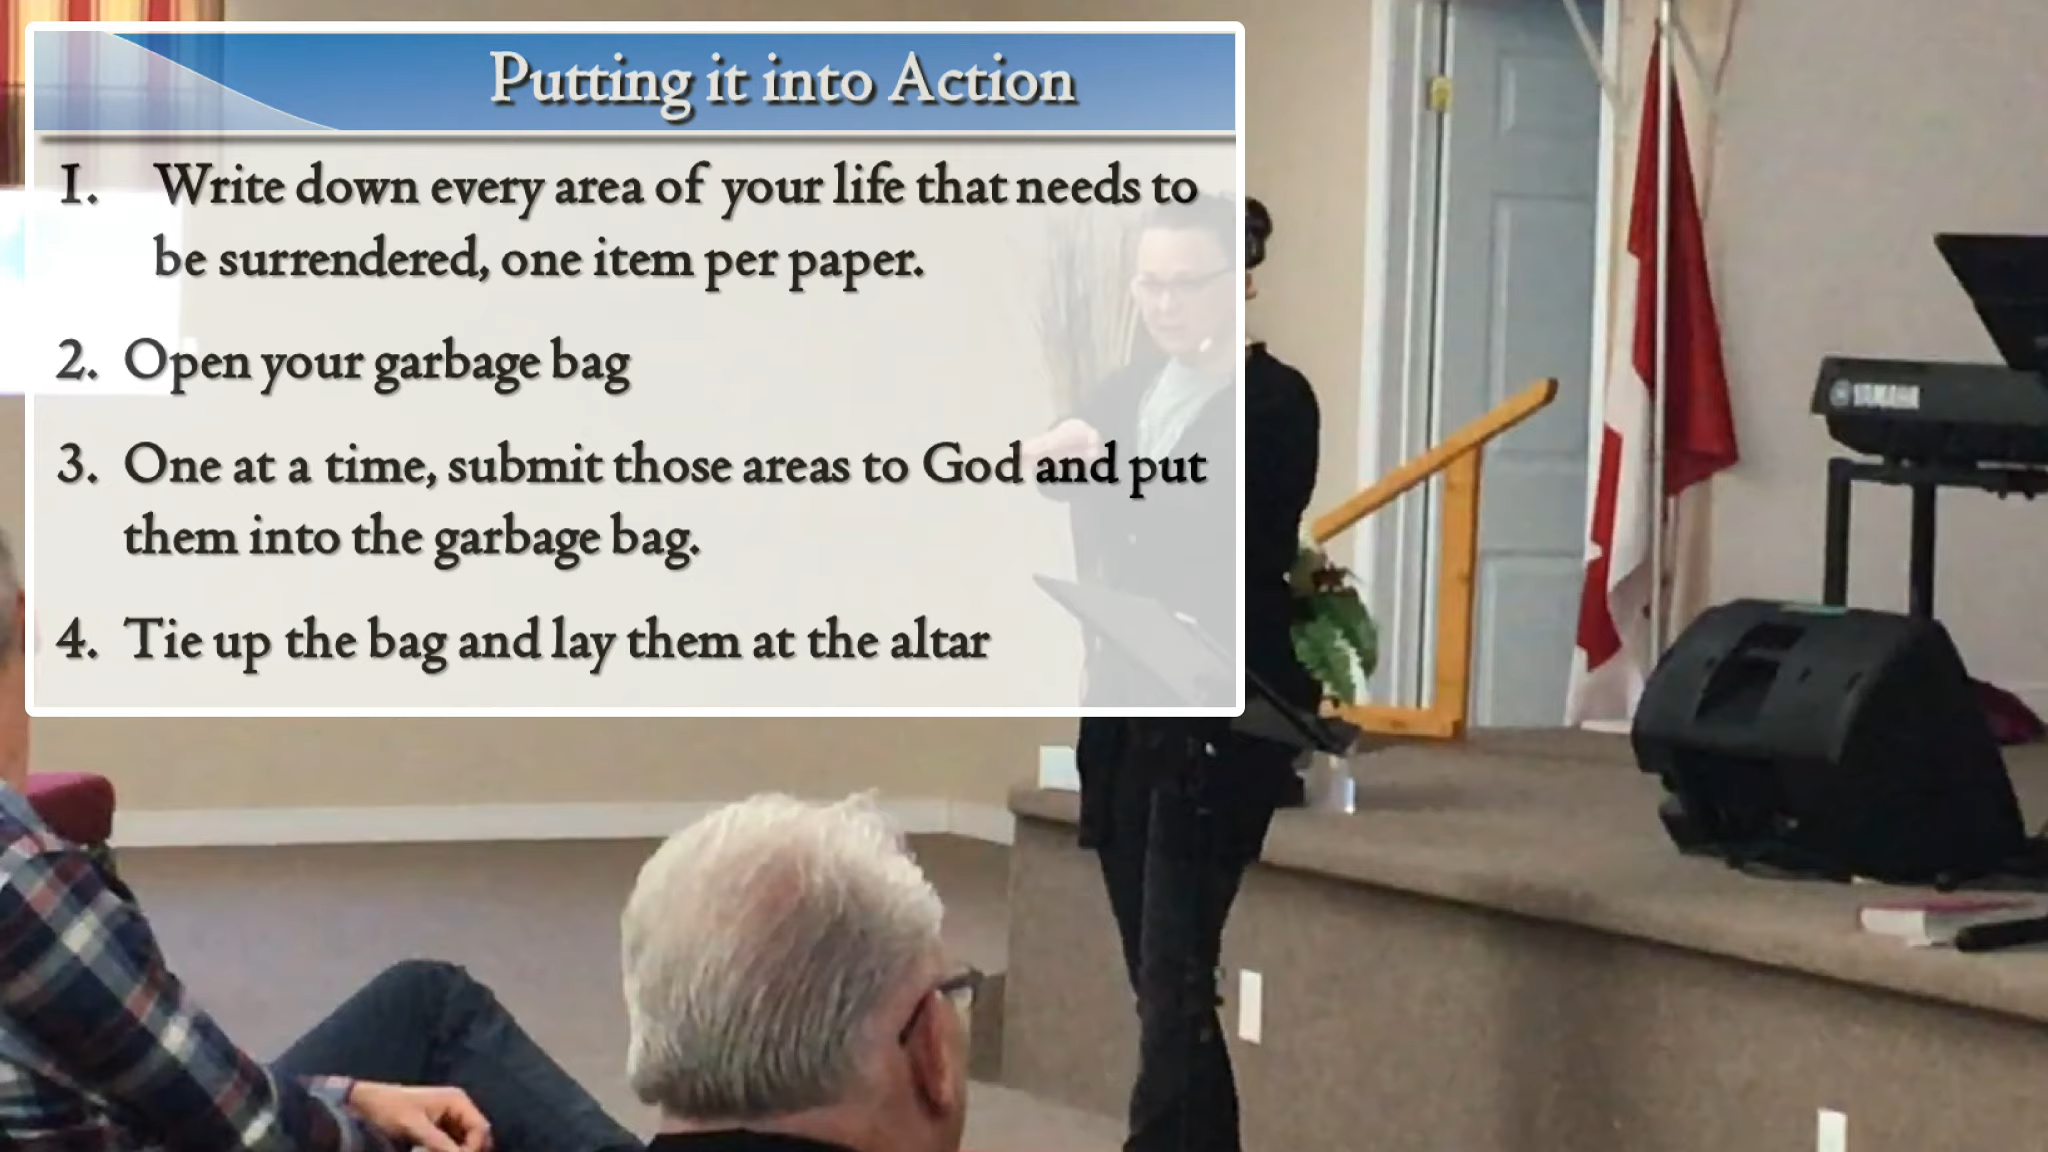 Putting it into Action
1. Write down every area of your life that needs to
be surrendered, one item per paper.
2. Open your garbage bag
3. One at a time, submit those areas to God and put
them into the garbage bag.
4. Tie up the bag and lay them at the altar
YAMAHA